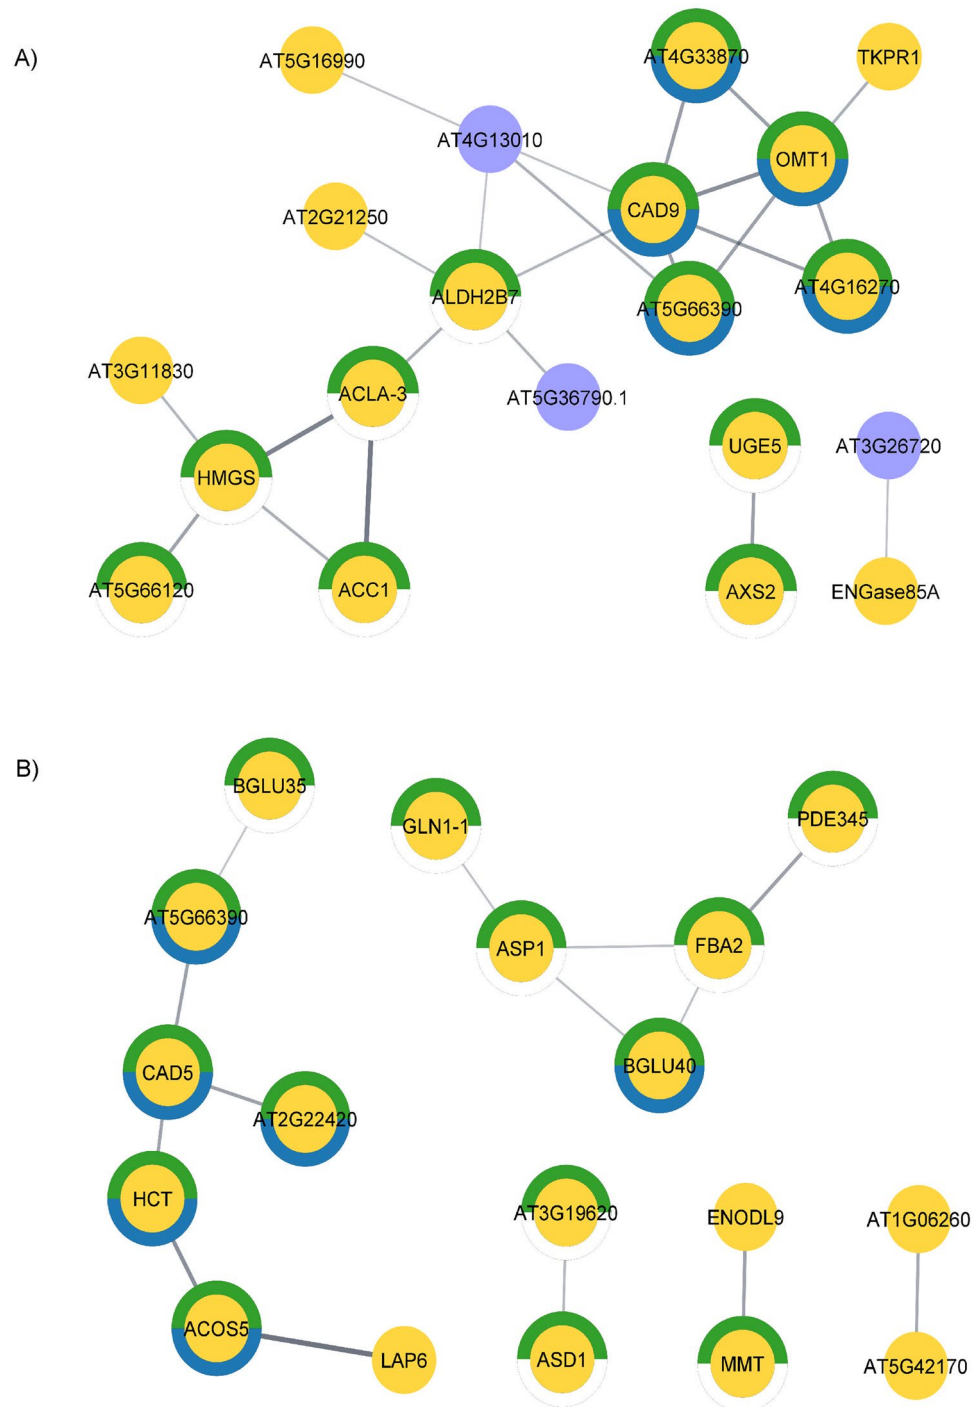 A)
AT5G16990
AT4G33870
TKPR1
AT4G13010
OMT1
CAD9
AT2G21250
ALDH2B7
AT5G66390
AT4G16270
AT3G11830
ACLA-3
AT5G36790.1
HMGS
UGE5
AT3G26720
AT5G66120
ACC1
AXS2
ENGase85A
B)
BGLU35
GLN1-1
PDE345
AT5G66390
ASP1
FBA2
CAD5
BGLU40
AT2G22420
HCT
AT3G19620
ENODL9
AT1G06260
ACOS5
LAP6
ASD1
MMT
AT5G42170